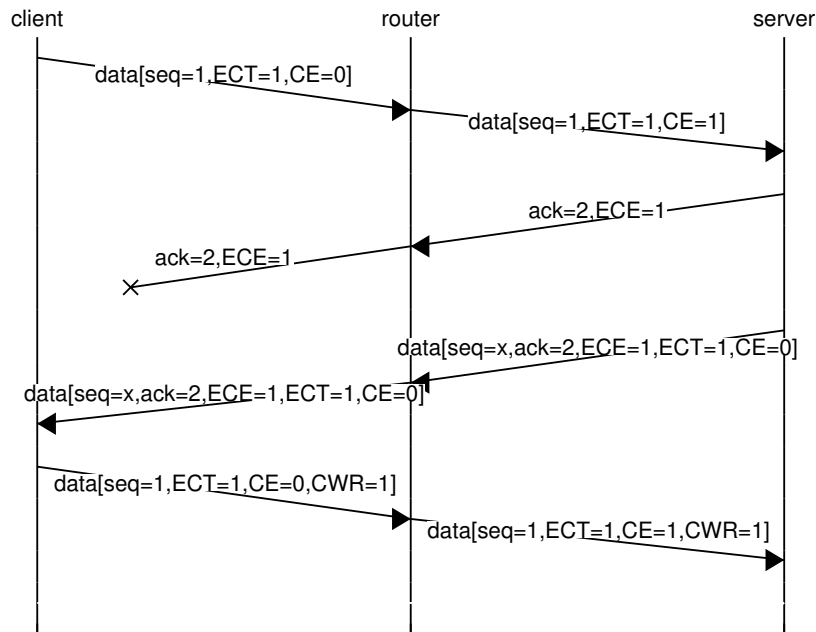 client router server
data[seq=1,ECT=1,CE=0]
data[seq=1,ECT=1,CE=1]
ack=2,ECE=1
ack=2,ECE=1
data[seq=x,ack=2,ECE=1,ECT=1,CE=0]
data[seq=x,ack=2,ECE=1,ECT=1,CE=0]
data[seq=1,ECT=1,CE=0,CWR=1]
data[seq=1,ECT=1,CE=1,CWR=1]